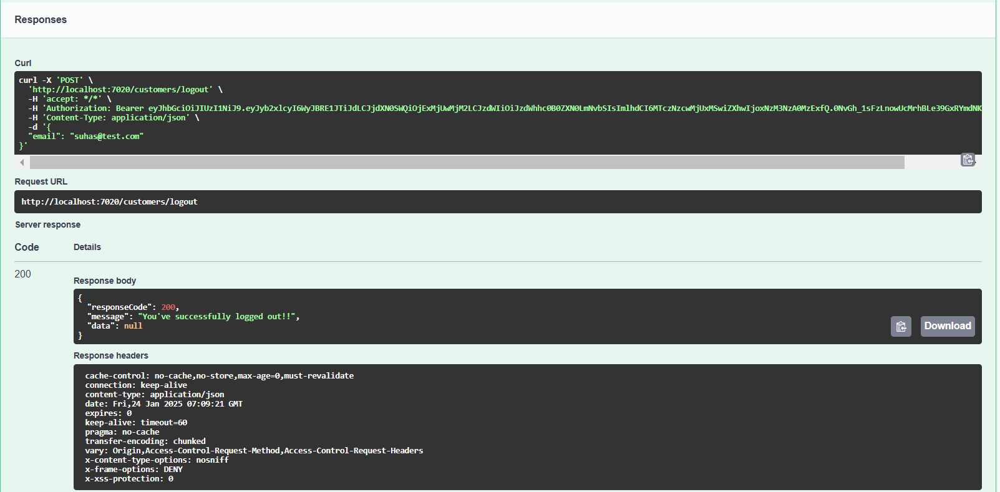 Responses
Curl
curl -X 'POST' \
'http://localhost:7020/customers/logout' \
-H 'accept: */*' \
-H 'Authorization: Bearer eyJhbGciOiJIUzI1NiJ9.eyJyb2xlcyI6WyJBRE1JTiJdLCJjdXN0SWQiOjExMjUwMjM2LCJzdWIiOiJzdWhhc0B0ZXN0LmNvbSIsImlhdCI6MTczNzcwMjUxMSwiZXhwIjoxNzM3NzA0MzExfQ.0NvGh_1sFzLnowUcMrhBLe39GxRYmdNK
-H 'Content-Type: application/json' \
-d '{
"email": "suhas@test.com"
}'
Request URL
http://localhost:7020/customers/logout
Server response
Code Details
200
Response body
{
"responseCode": 200,
"message": "You've successfully logged out!!",
"data": null
}
Download
Response headers
cache-control: no-cache,no-store,max-age=0,must-revalidate
connection: keep-alive
content-type: application/json
date: Fri,24 Jan 2025 07:09:21 GMT
expires: 0
keep-alive: timeout=60
pragma: no-cache
transfer-encoding: chunked
vary: Origin,Access-Control-Request-Method,Access-Control-Request-Headers
x-content-type-options: nosniff
x-frame-options: DENY
x-xss-protection: 0